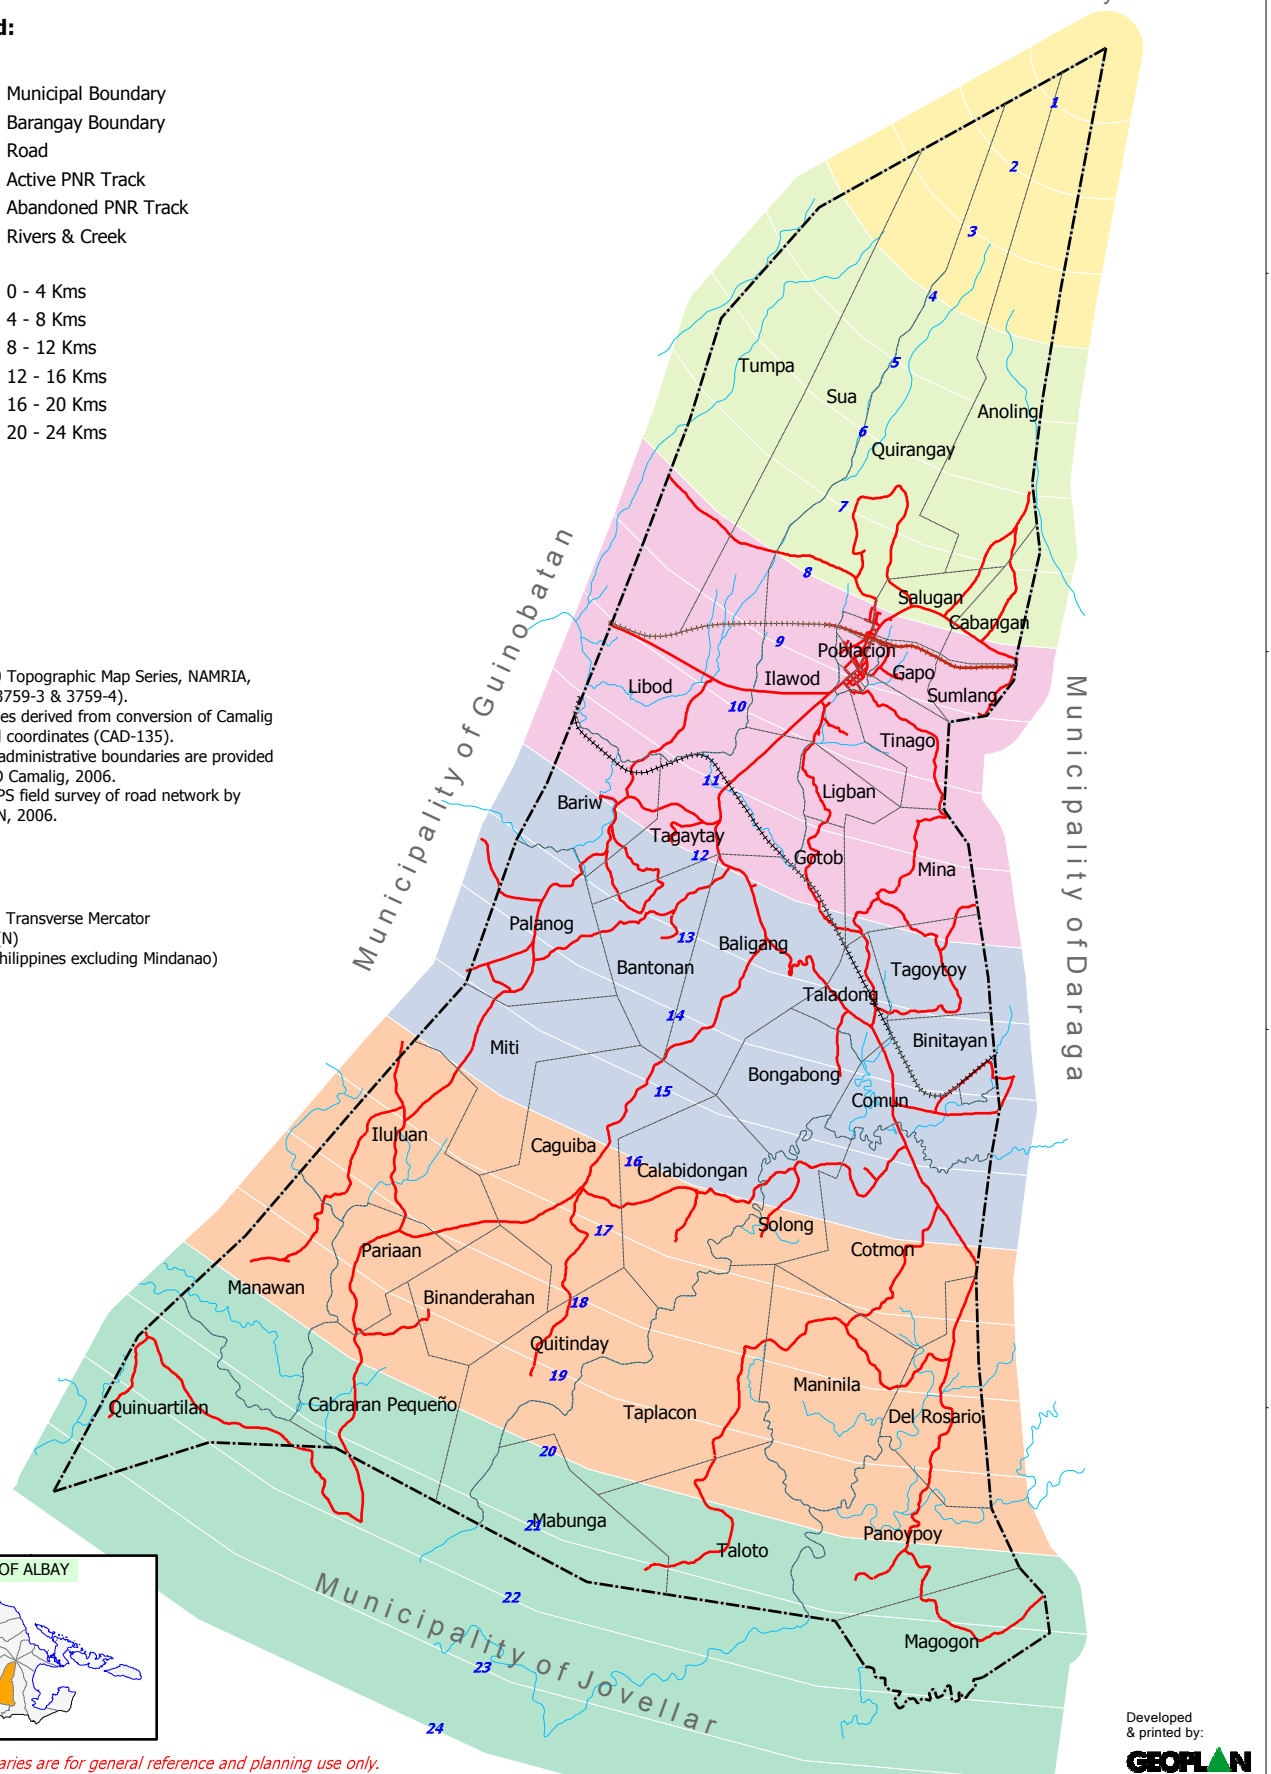 d:
Municipal Boundary
Barangay Boundary
Road
Active PNR Track
Abandoned PNR Track
Rivers & Creek
0 - 4 Kms
4 - 8 Kms
8 - 12 Kms
12 - 16 Kms
16 - 20 Kms
20 - 24 Kms
1
2
3
4
5
Tumpa
Sua
Anoling
6
Quirangay
7
8
Salugan
Cabangan
9
Poblacion
Gapo
Ilawod
Libod
Sumlang
10
Tinago
11
Ligban
Bariw
Tagaytay
12
Gotob
Mina
Palanog
13
Baligang
Bantonan
Tagoytoy
Taladong
14
Binitayan
Miti
Bongabong
15
Comun
Iluluan
Caguiba
16
Calabidongan
17
Solong
Cotmon
Pariaan
Manawan
Binanderahan
18
Quitinday
19
Maninila
Quinuartilan
Cabraran Pequeño
Taplacon
Del Rosario
20
21
Mabunga
Panoypoy
Taloto
22
Magogon
23
24
Municipality of Guinobatan
Municipality of Daraga
Municipality of Jovellar
) Topographic Map Series, NAMRIA,
3759-3 & 3759-4).
es derived from conversion of Camalig
l coordinates (CAD-135).
administrative boundaries are provided
O Camalig, 2006.
PS field survey of road network by
N, 2006.
Transverse Mercator
N)
hilippines excluding Mindanao)
OF ALBAY
aries are for general reference and planning use only.
Developed
& printed by:
GEOPLAN